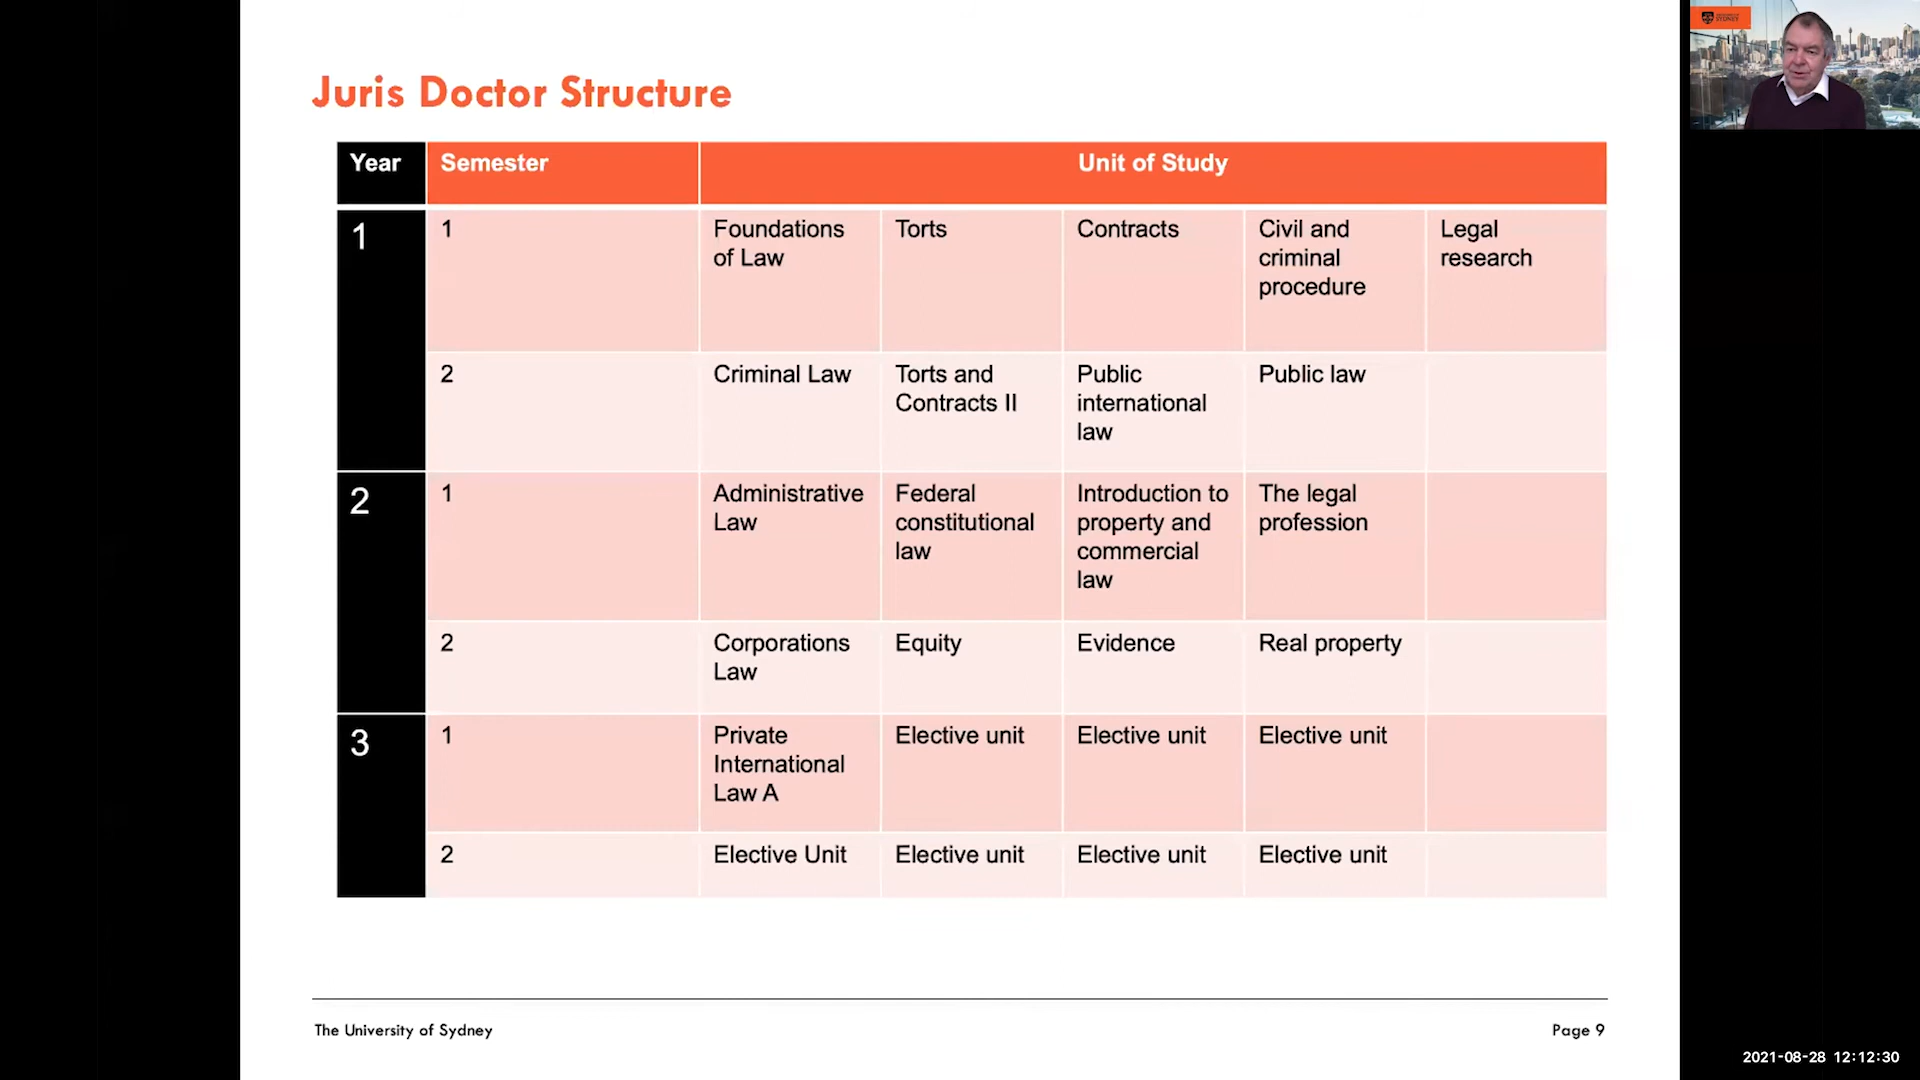 Juris Doctor Structure
Year Semester Unit of Study
1 1 Foundations of Law Torts Contracts Civil and criminal procedure Legal research
2 Criminal Law Torts and Contracts II Public international law Public law
2 1 Administrative Law Federal constitutional law Introduction to property and commercial law The legal profession
2 Corporations Law Equity Evidence Real property
3 1 Private International Law A Elective unit Elective unit Elective unit
2 Elective Unit Elective unit Elective unit Elective unit
The University of Sydney
Page 9
SYDNEY
2021-08-28 12:12:30